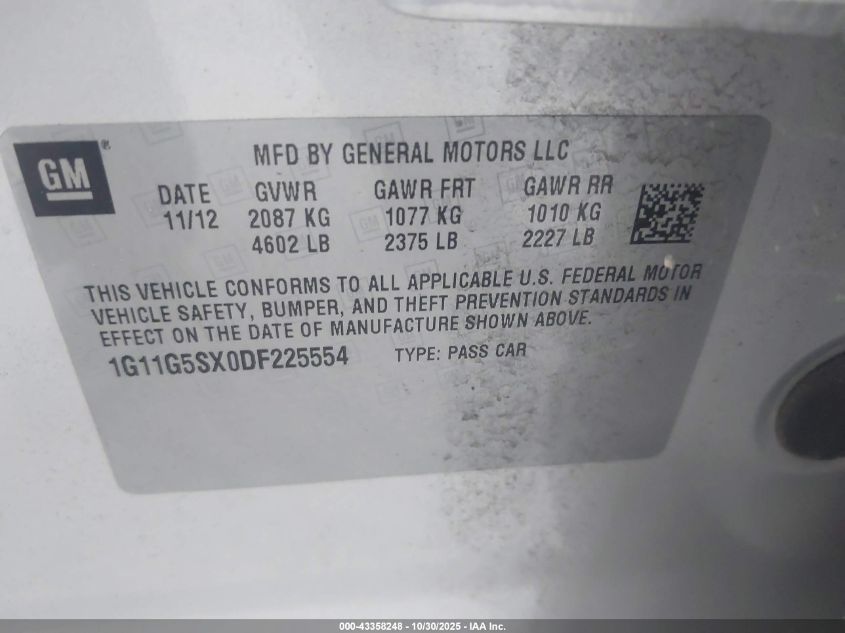 GM ®
MFD BY GENERAL MOTORS LLC
DATE GVWR GAWR FRT GAWR RR
11/12 2087 KG 1077 KG 1010 KG
4602 LB 2375 LB 2227 LB
THIS VEHICLE CONFORMS TO ALL APPLICABLE U.S. FEDERAL MOTOR
VEHICLE SAFETY, BUMPER, AND THEFT PREVENTION STANDARDS IN
EFFECT ON THE DATE OF MANUFACTURE SHOWN ABOVE.
1G11G5SX0DF225554 TYPE: PASS CAR
000-43358248 - 10/30/2025 - IAA Inc.